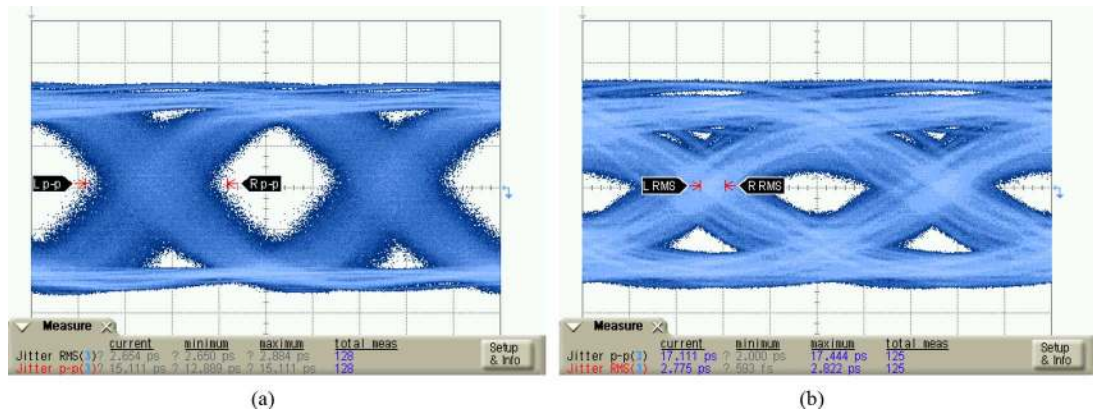 L p-p R p-p
Measure
current minimum maximum total meas
Jitter RMS(3)? 2.654 ps ? 2.650 ps ? 2.884 ps 128
Jitter p-p(3)? 15.111 ps ? 12.889 ps ? 15.111 ps 128
Setup
& Info
(a)
L RMS R RMS
Measure
current minimum maximum total meas
Jitter p-p(3) 17.111 ps ? 2.000 ps 17.444 ps 125
Jitter RMS(3) 2.775 ps ? 593 fs 2.822 ps 125
Setup
& Info
(b)